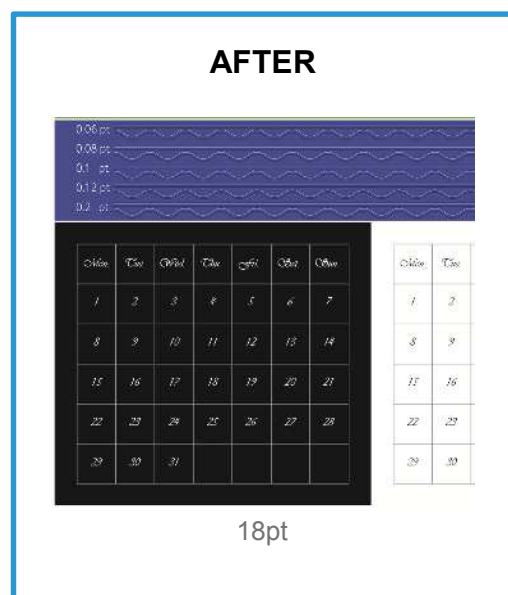 AFTER
0.06 pt
0.08 pt
0.1 pt
0.12 pt
0.2 pt
Mon Tue Wed Thu Fri Sat Sun
1 2 3 4 5 6 7
8 9 10 11 12 13 14
15 16 17 18 19 20 21
22 23 24 25 26 27 28
29 30 31
Mon Tue
1 2
8 9
15 16
22 23
29 30
18pt